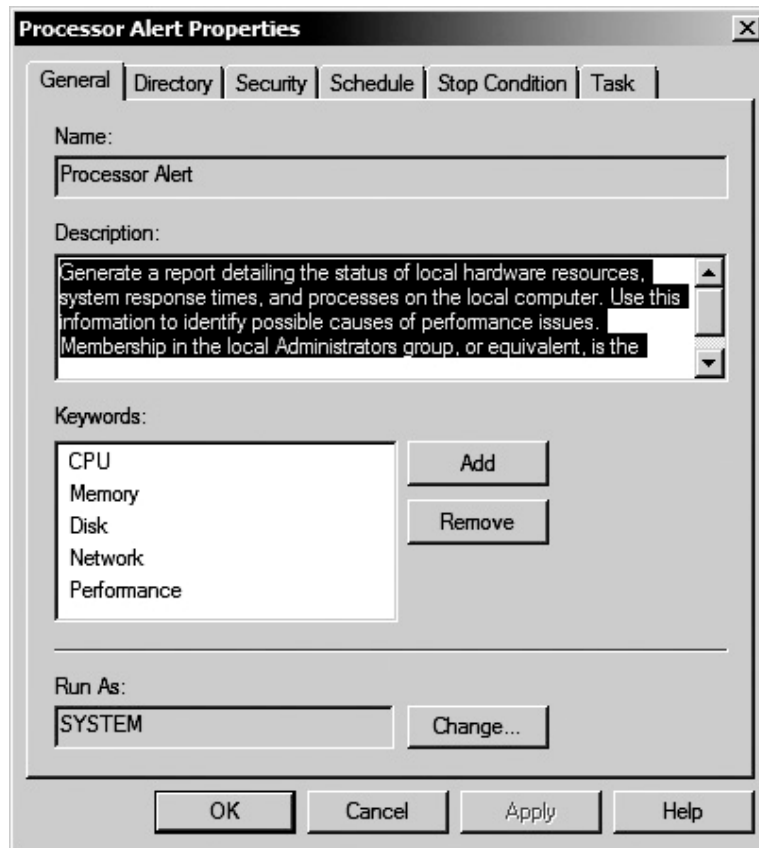 Processor Alert Properties
General Directory Security Schedule Stop Condition Task
Name:
Processor Alert
Description:
Generate a report detailing the status of local hardware resources,
system response times, and processes on the local computer. Use this
information to identify possible causes of performance issues.
Membership in the local Administrators group, or equivalent, is the
Keywords:
CPU
Memory
Disk
Network
Performance
Add
Remove
Run As:
SYSTEM
Change...
OK Cancel Apply Help